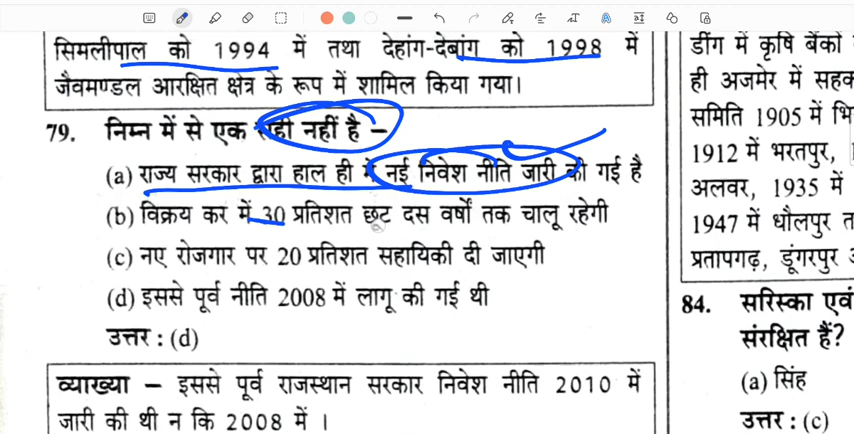 सिमलीपाल को 1994 में तथा देहांग-देबांग को 1998 में
जैवमण्डल आरक्षित क्षेत्र के रूप में शामिल किया गया।
79. निम्न में से एक सही नहीं है –
(a) राज्य सरकार द्वारा हाल ही में नई निवेश नीति जारी की गई है
(b) विक्रय कर में 30 प्रतिशत छूट दस वर्षों तक चालू रहेगी
(c) नए रोजगार पर 20 प्रतिशत सहायिकी दी जाएगी
(d) इससे पूर्व नीति 2008 में लागू की गई थी
उत्तर : (d)
व्याख्या – इससे पूर्व राजस्थान सरकार निवेश नीति 2010 में
जारी की थी न कि 2008 में ।
डींग में कृषि बैंको
ही अजमेर में सहक
समिति 1905 में भि
1912 में भरतपुर,
अलवर, 1935 में
1947 में धौलपुर त
प्रतापगढ़, डूंगरपुर
84. सरिस्का एवं
संरक्षित हैं?
(a) सिंह
उत्तर : (c)